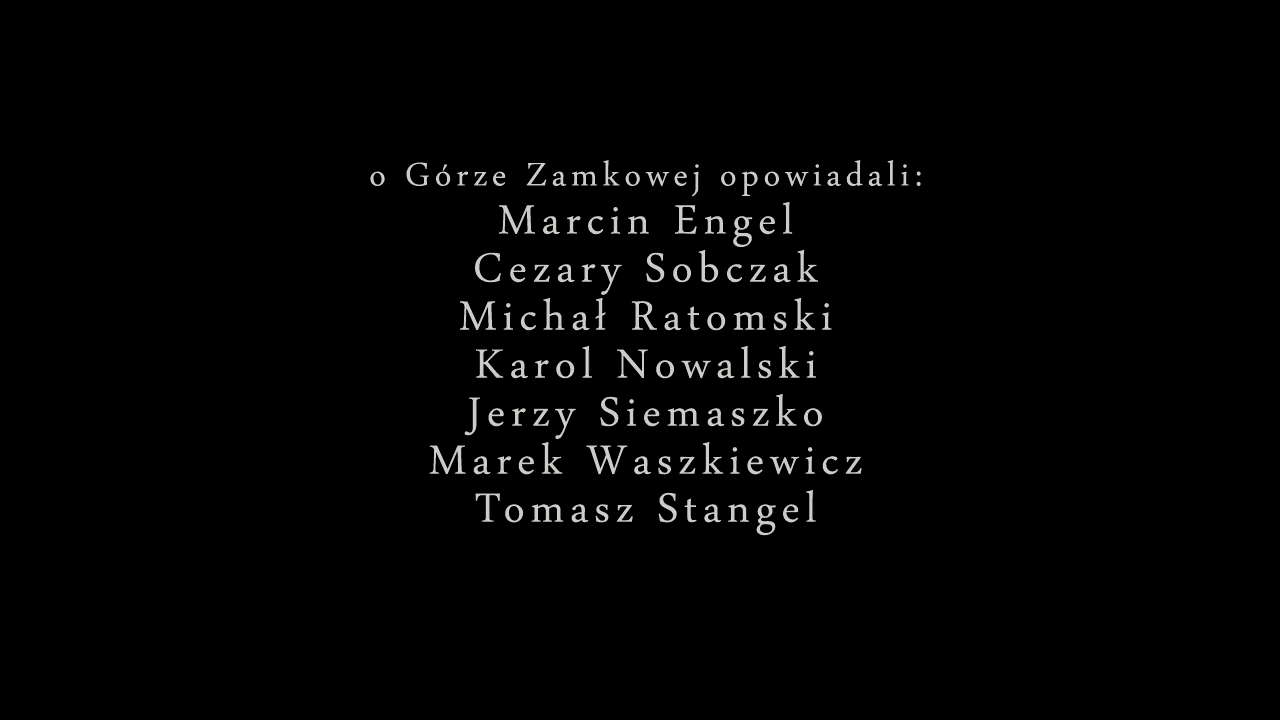 o Górze Zamkowej opowiadali:
Marcin Engel
Cezary Sobczak
Michał Ratomski
Karol Nowalski
Jerzy Siemaszko
Marek Waszkiewicz
Tomasz Stangel